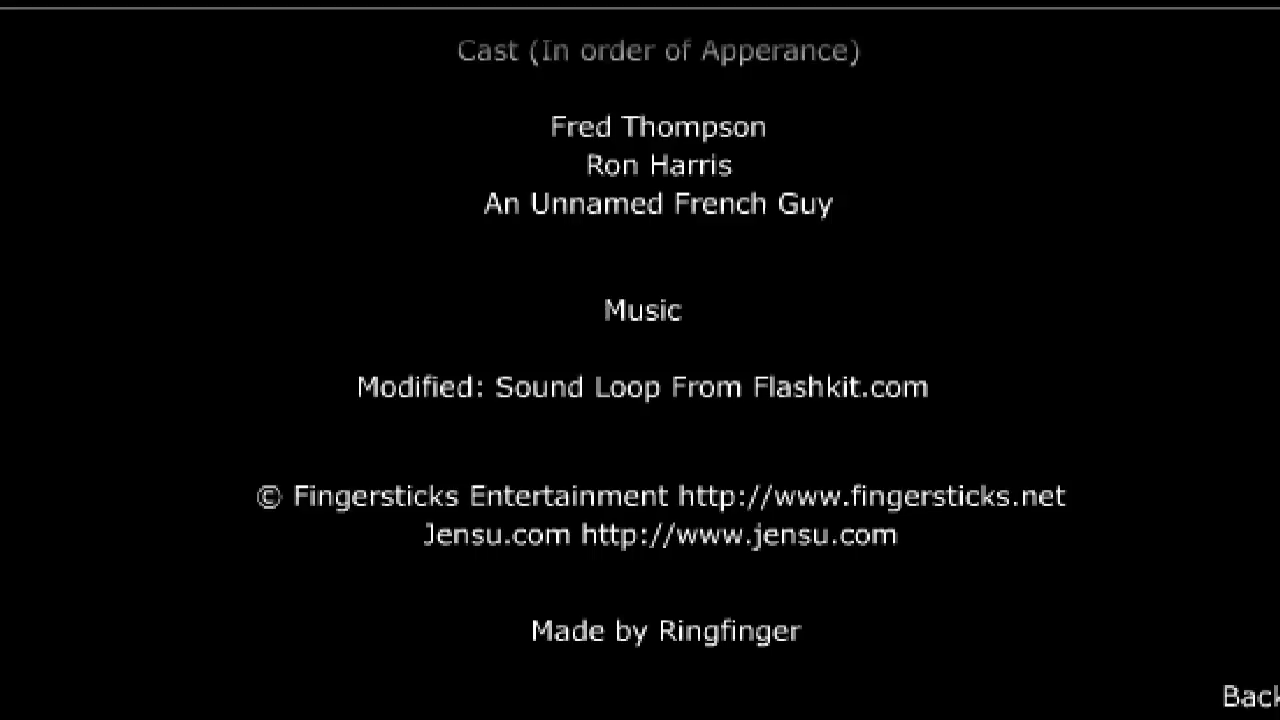 Cast (In order of Apperance)
Fred Thompson
Ron Harris
An Unnamed French Guy
Music
Modified: Sound Loop From Flashkit.com
© Fingersticks Entertainment http://www.fingersticks.net
Jensu.com http://www.jensu.com
Made by Ringfinger
Back